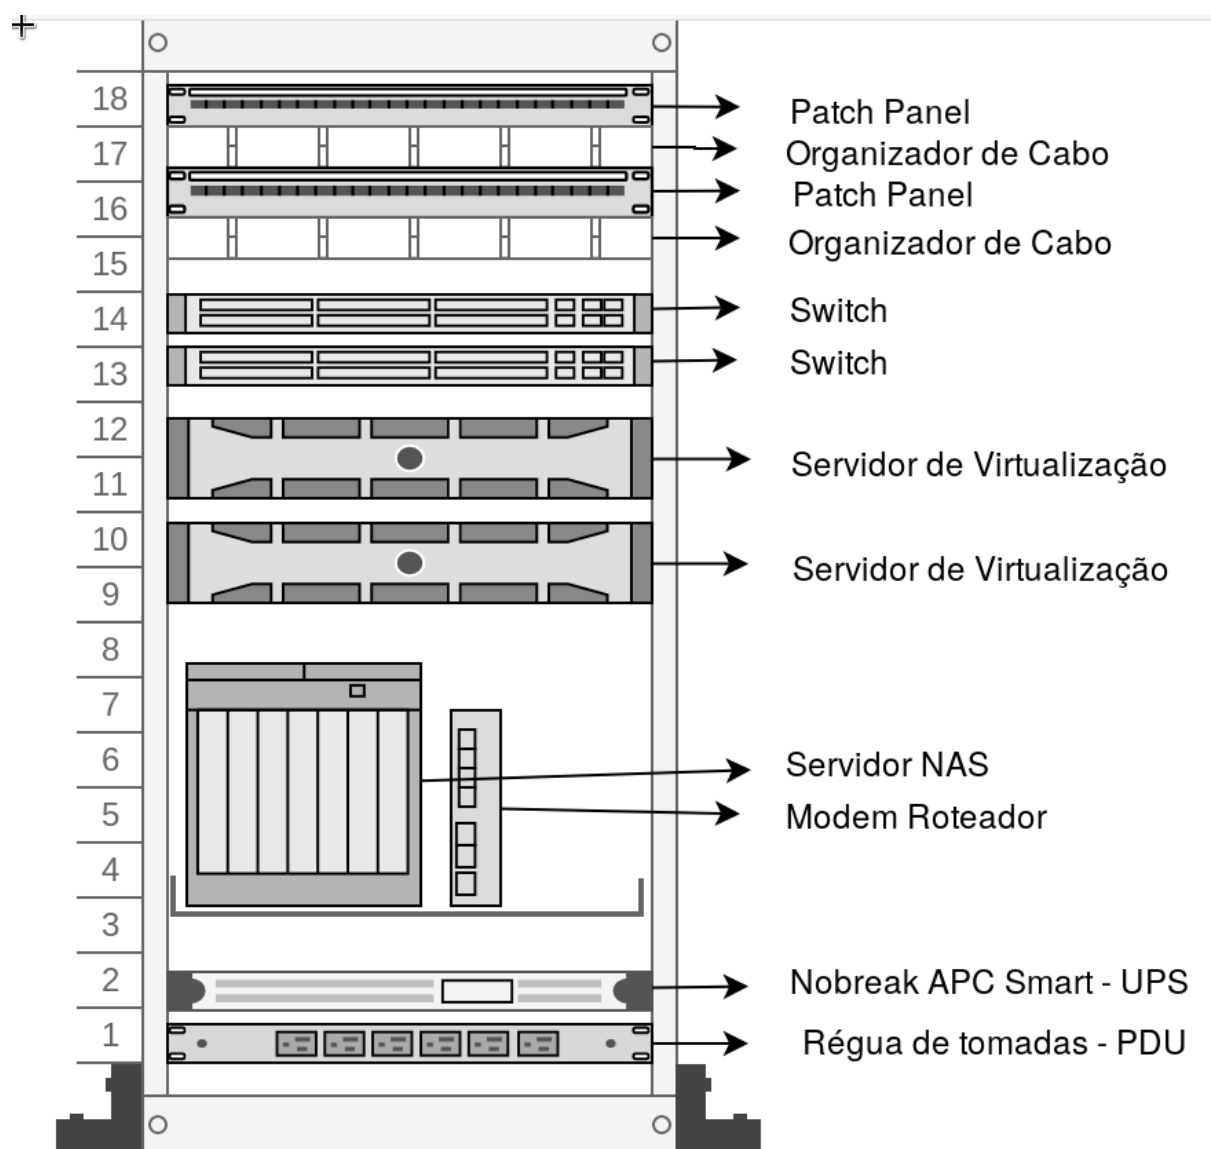 18
Patch Panel
17
Organizador de Cabo
16
Patch Panel
15
Organizador de Cabo
14
Switch
13
Switch
12
11
Servidor de Virtualização
10
9
Servidor de Virtualização
8
7
6
Servidor NAS
5
Modem Roteador
4
3
2
Nobreak APC Smart - UPS
1
Régua de tomadas - PDU